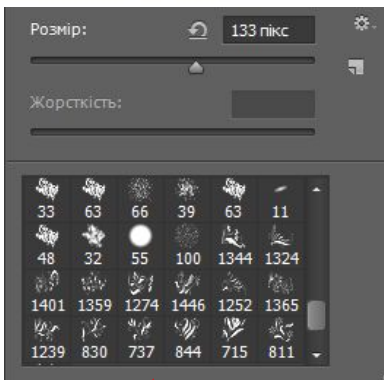 Розмір: 133 пікс
Жорсткість:
33 63 66 39 63 11
48 32 55 100 1344 1324
1401 1359 1274 1446 1252 1365
1239 830 737 844 715 811